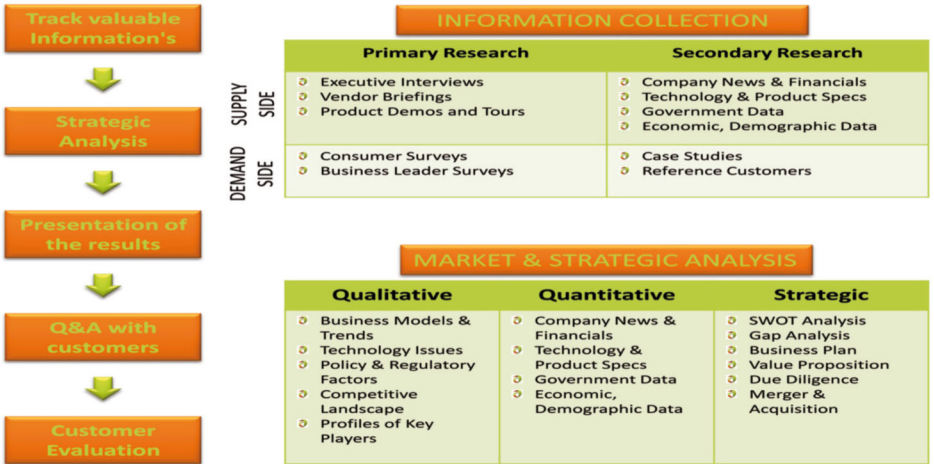 Track valuable
Information's
Strategic
Analysis
Presentation of
the results
Q&A with
customers
Customer
Evaluation
INFORMATION COLLECTION
Primary Research
Secondary Research
SUPPLY
SIDE
Executive Interviews
Vendor Briefings
Product Demos and Tours
Company News & Financials
Technology & Product Specs
Government Data
Economic, Demographic Data
DEMAND
SIDE
Consumer Surveys
Business Leader Surveys
Case Studies
Reference Customers
MARKET & STRATEGIC ANALYSIS
Qualitative
Quantitative
Strategic
Business Models &
Trends
Technology Issues
Policy & Regulatory
Factors
Competitive
Landscape
Profiles of Key
Players
Company News &
Financials
Technology &
Product Specs
Government Data
Economic,
Demographic Data
SWOT Analysis
Gap Analysis
Business Plan
Value Proposition
Due Diligence
Merger &
Acquisition